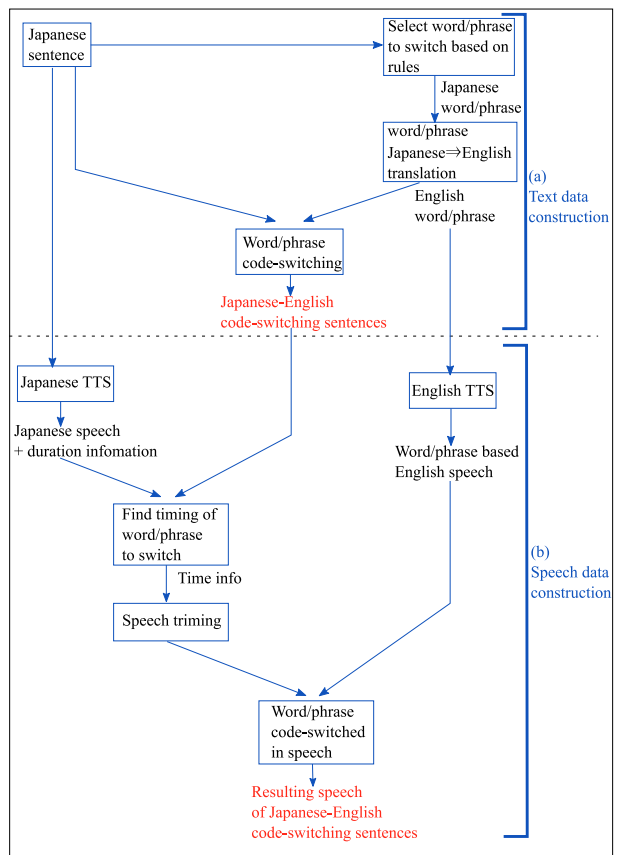 Japanese
sentence
Select word/phrase
to switch based on
rules
Japanese
word/phrase
word/phrase
Japanese⇒English
translation
English
word/phrase
(a)
Text data
construction
Word/phrase
code-switching
Japanese-English
code-switching sentences
Japanese TTS
English TTS
Japanese speech
+ duration infomation
Word/phrase based
English speech
Find timing of
word/phrase
to switch
Time info
(b)
Speech data
construction
Speech triming
Word/phrase
code-switched
in speech
Resulting speech
of Japanese-English
code-switching sentences